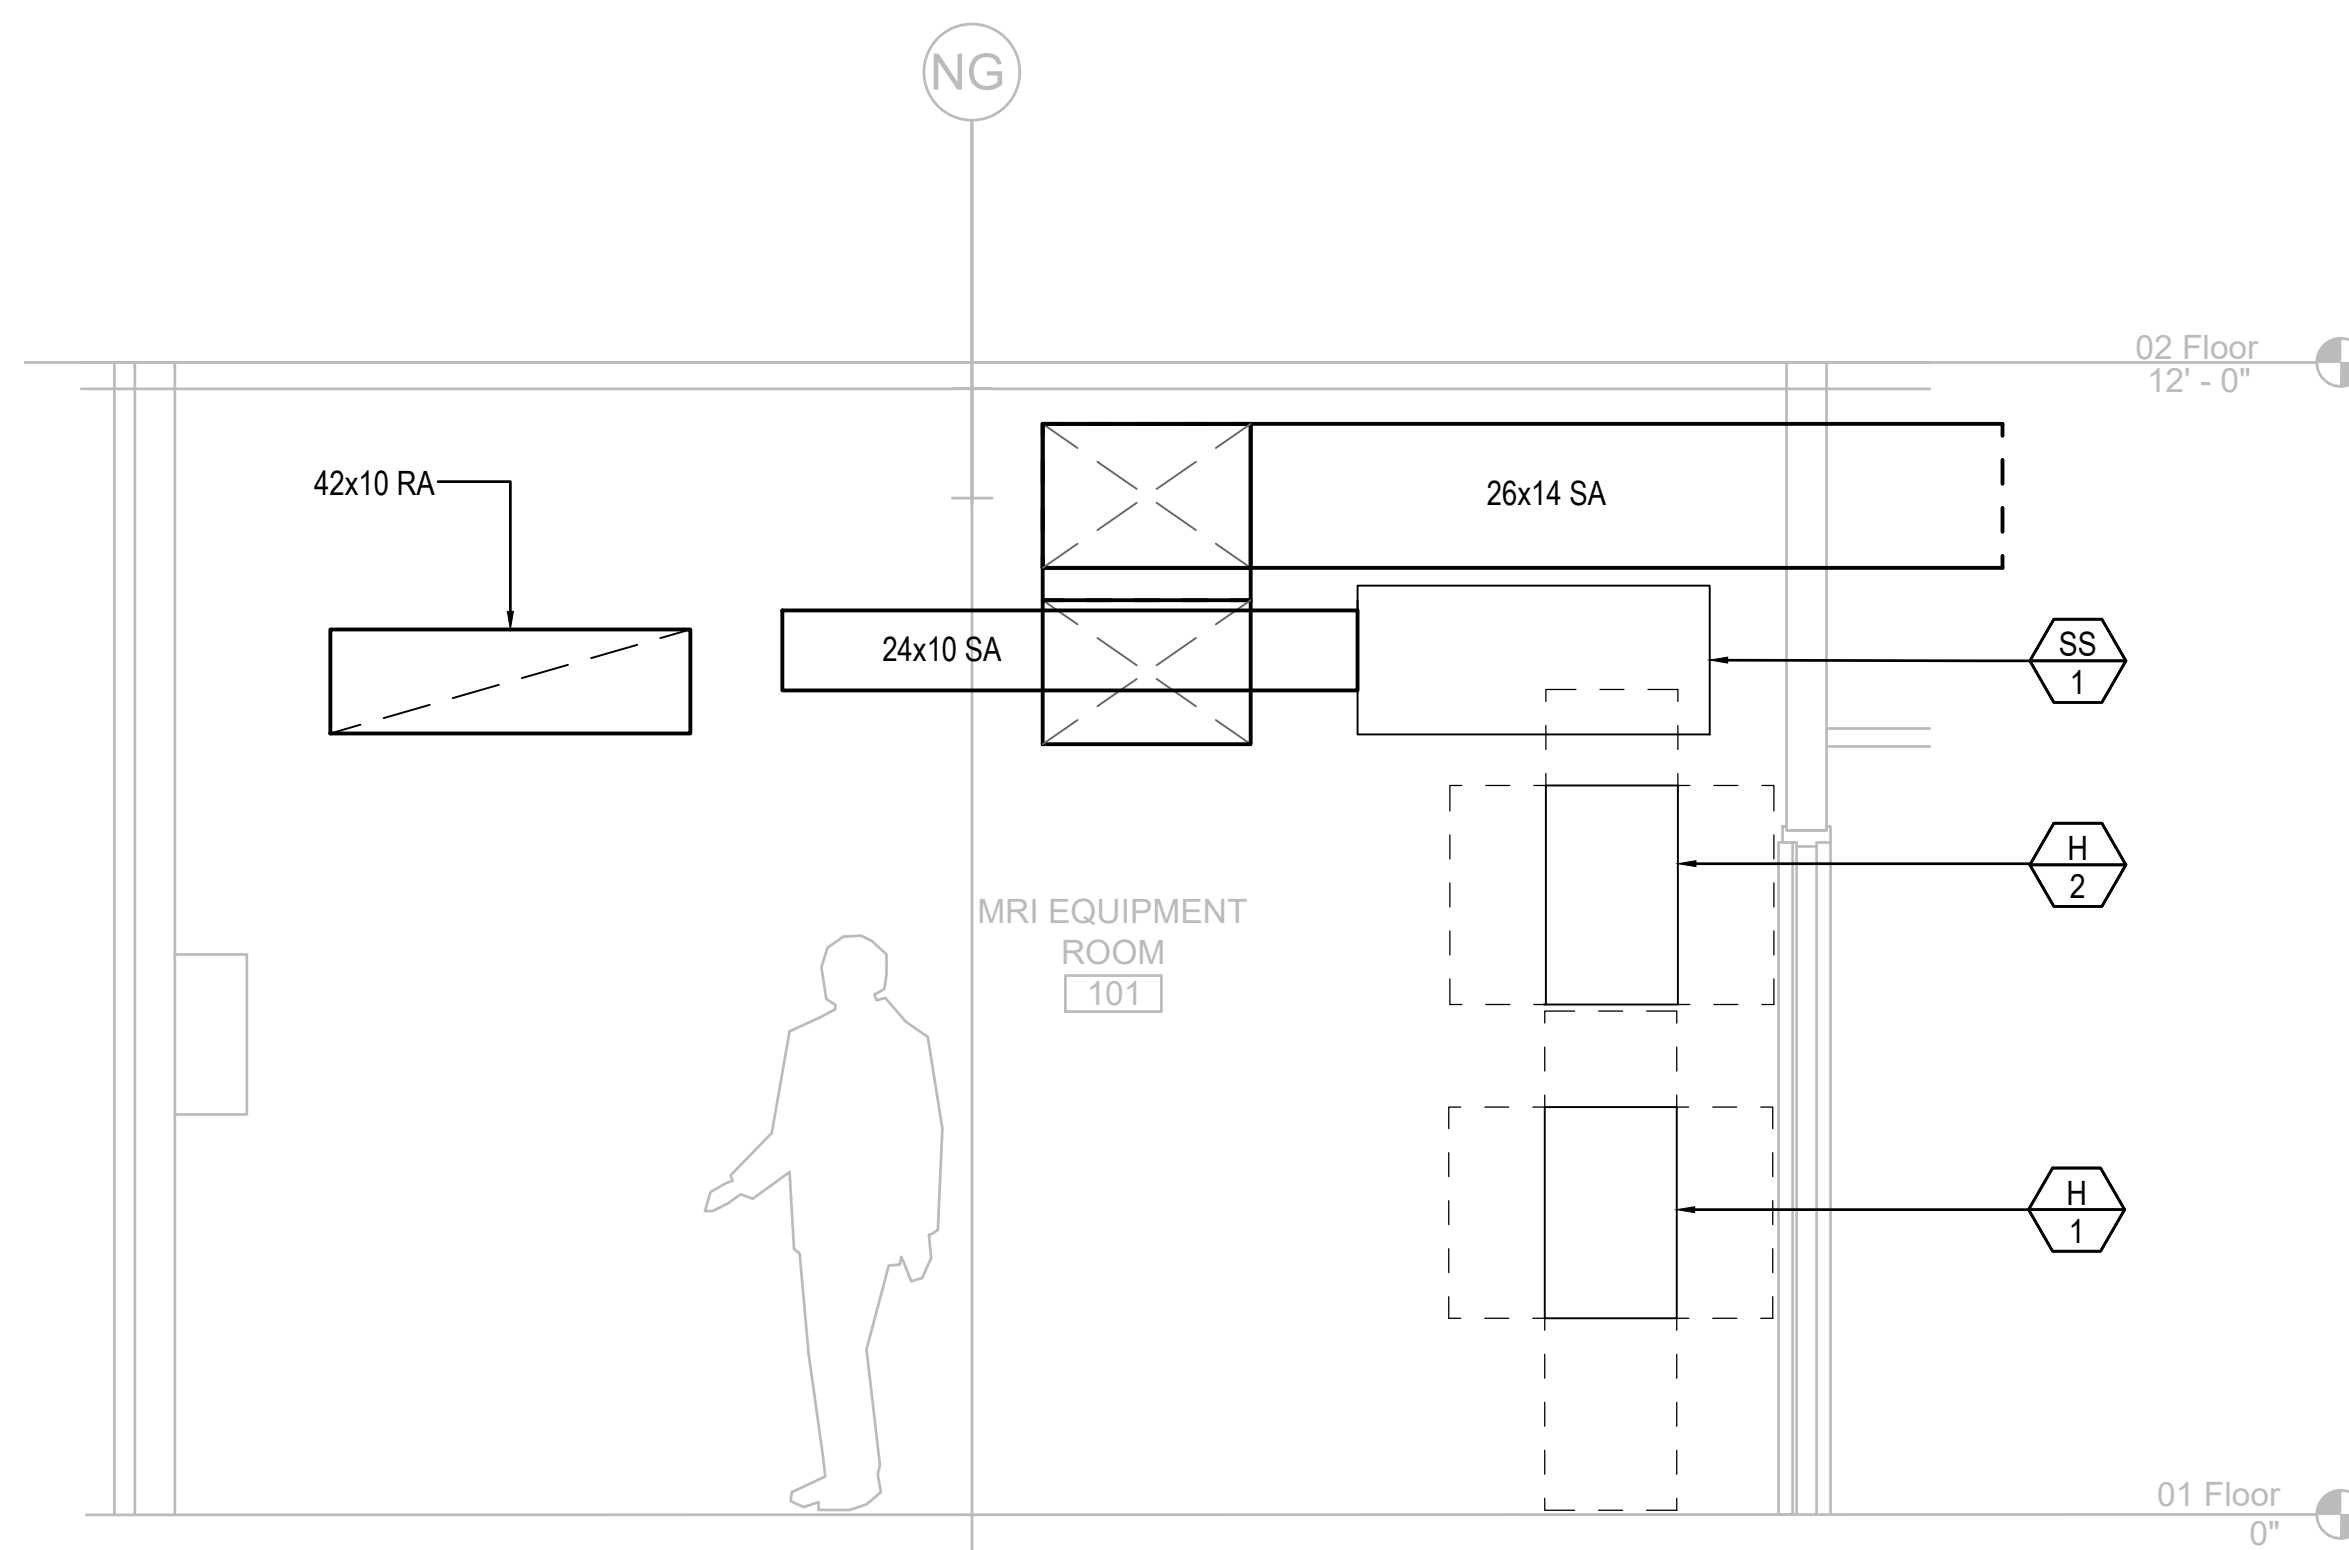 NG
02 Floor
12' - 0"
42x10 RA
26x14 SA
24x10 SA
SS
1
H
2
MRI EQUIPMENT
ROOM
101
H
1
01 Floor
0"